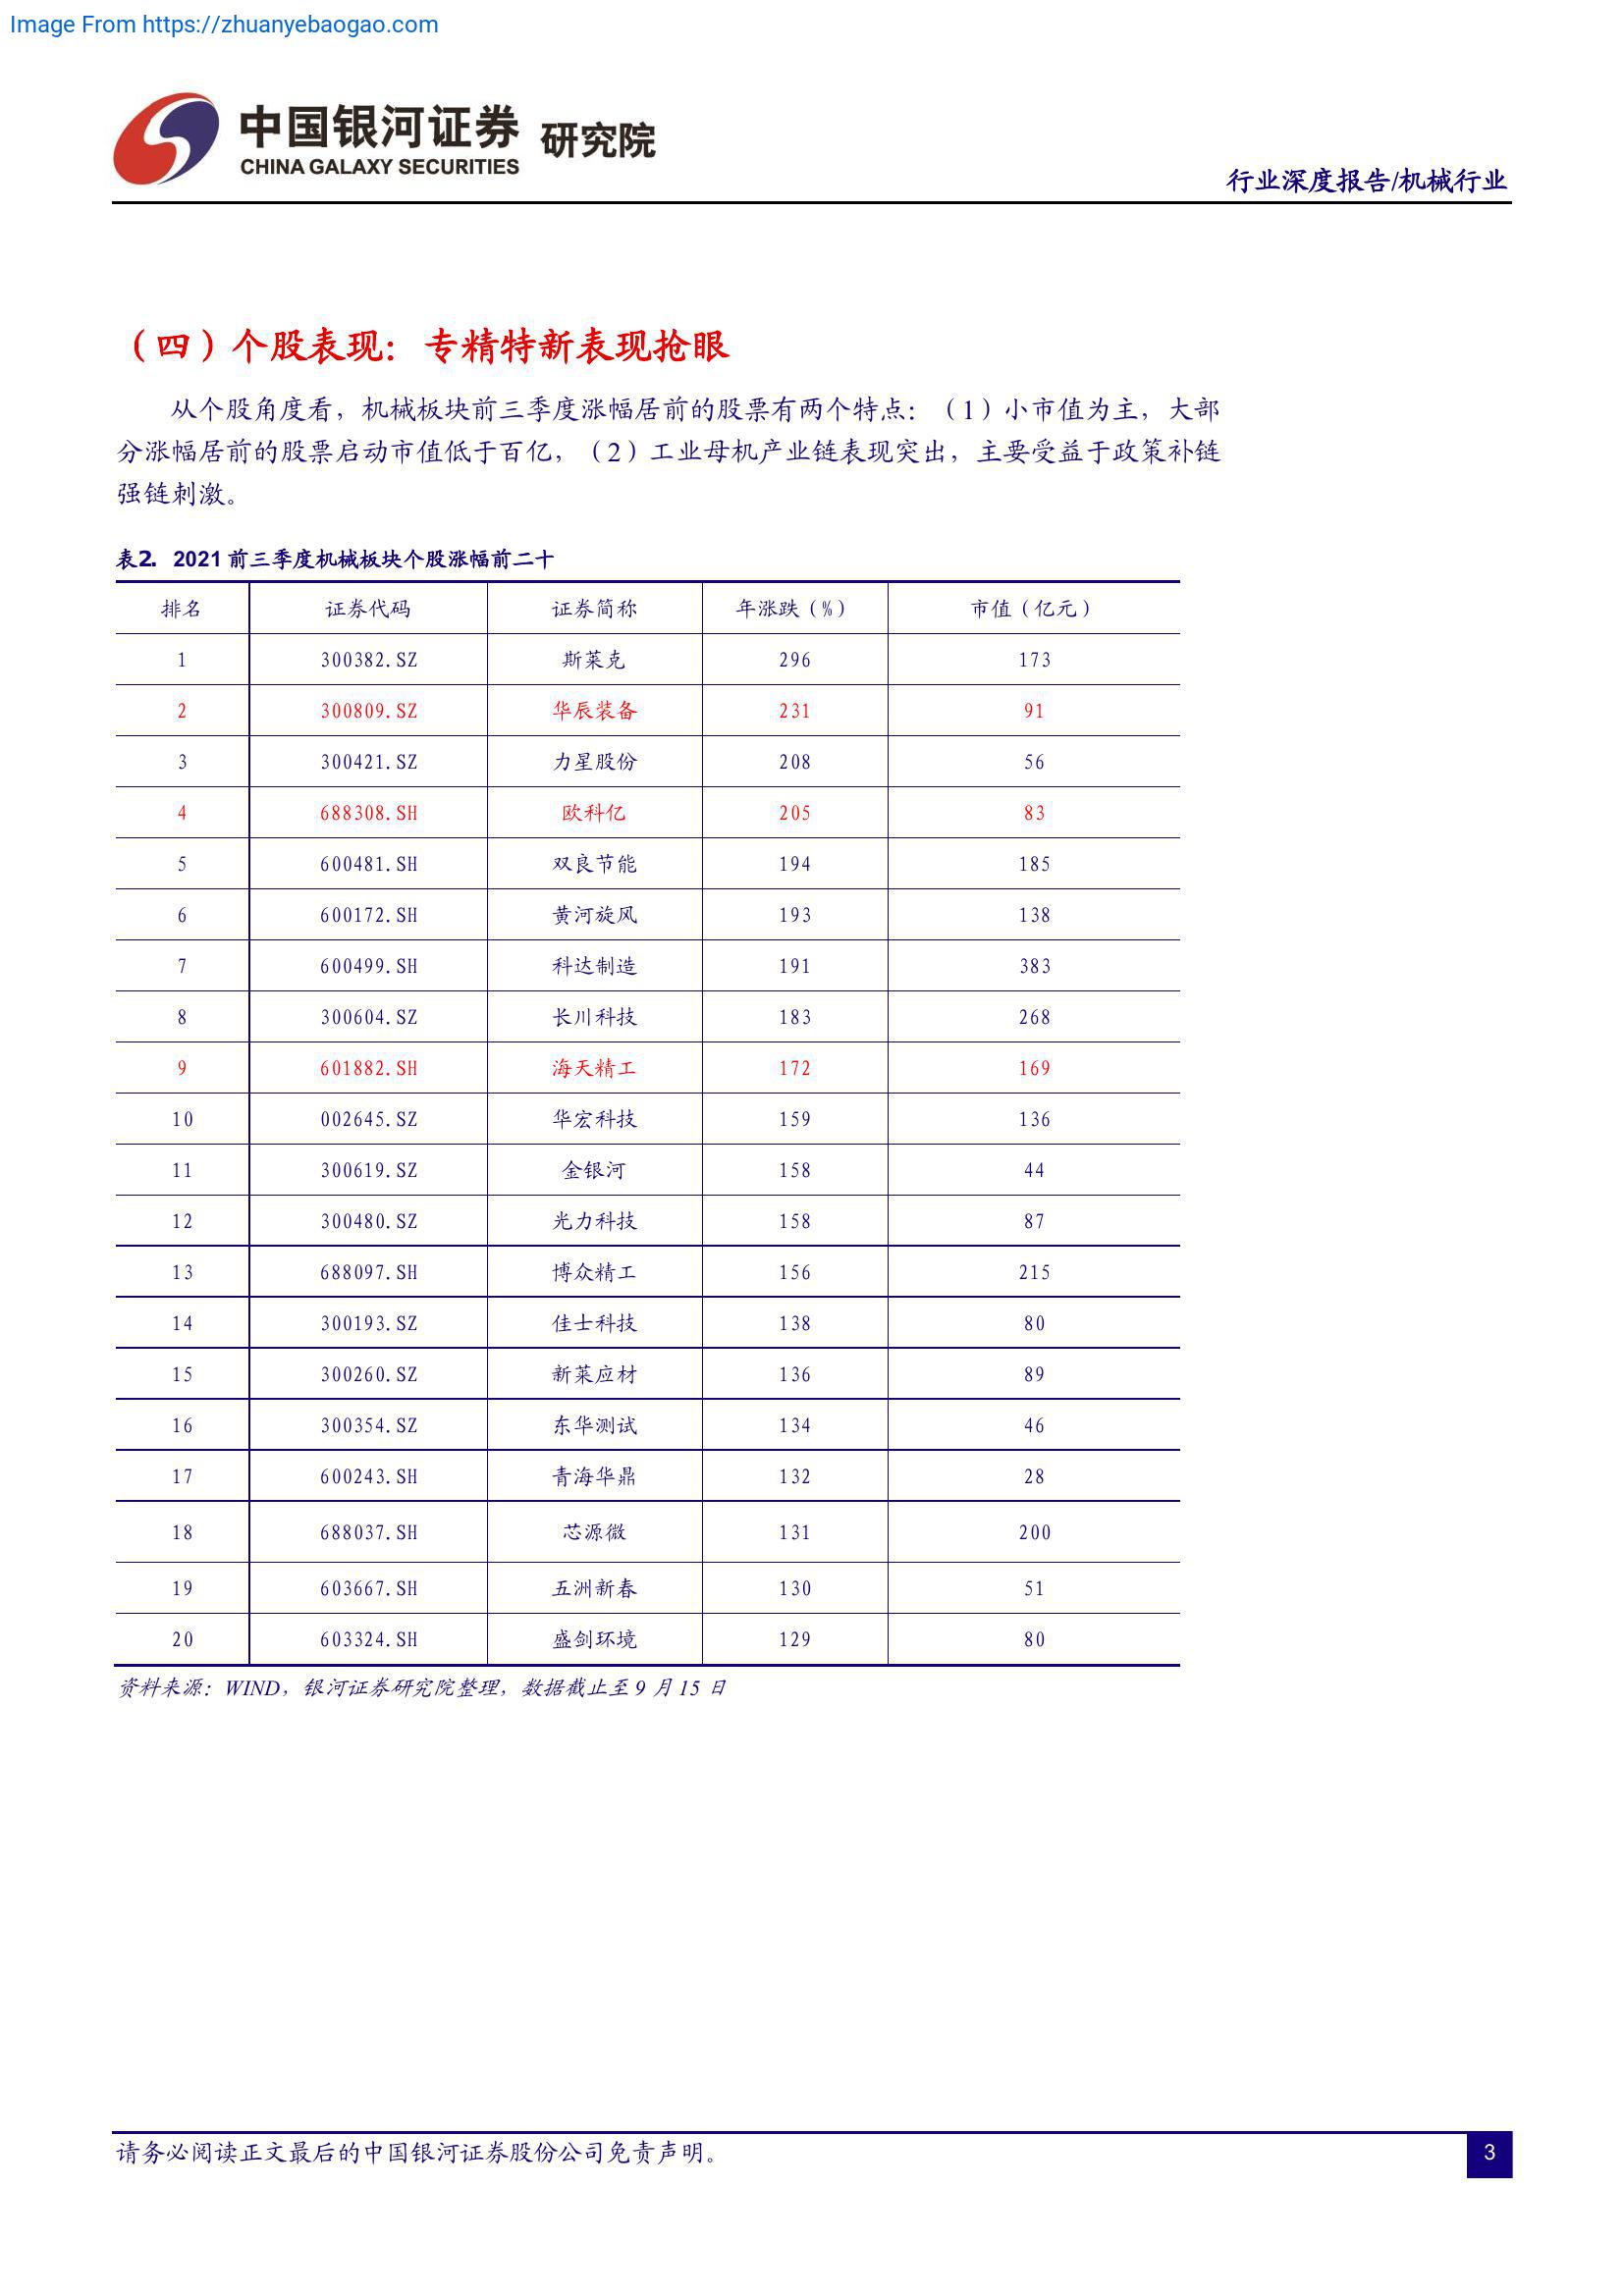 Image From https://zhuanyebaogao.com
中国银河证券 研究院
CHINA GALAXY SECURITIES
行业深度报告/机械行业
（四）个股表现：专精特新表现抢眼
从个股角度看，机械板块前三季度涨幅居前的股票有两个特点：（1）小市值为主，大部
分涨幅居前的股票启动市值低于百亿，（2）工业母机产业链表现突出，主要受益于政策补链
强链刺激。
表2. 2021 前三季度机械板块个股涨幅前二十
排名 证券代码 证券简称 年涨跌（%） 市值（亿元）
1 300382.SZ 斯莱克 296 173
2 300809.SZ 华辰装备 231 91
3 300421.SZ 力星股份 208 56
4 688308.SH 欧科亿 205 83
5 600481.SH 双良节能 194 185
6 600172.SH 黄河旋风 193 138
7 600499.SH 科达制造 191 383
8 300604.SZ 长川科技 183 268
9 601882.SH 海天精工 172 169
10 002645.SZ 华宏科技 159 136
11 300619.SZ 金银河 158 44
12 300480.SZ 光力科技 158 87
13 688097.SH 博众精工 156 215
14 300193.SZ 佳士科技 138 80
15 300260.SZ 新莱应材 136 89
16 300354.SZ 东华测试 134 46
17 600243.SH 青海华鼎 132 28
18 688037.SH 芯源微 131 200
19 603667.SH 五洲新春 130 51
20 603324.SH 盛剑环境 129 80
资料来源：WIND，银河证券研究院整理，数据截止至 9 月 15 日
请务必阅读正文最后的中国银河证券股份公司免责声明。
3